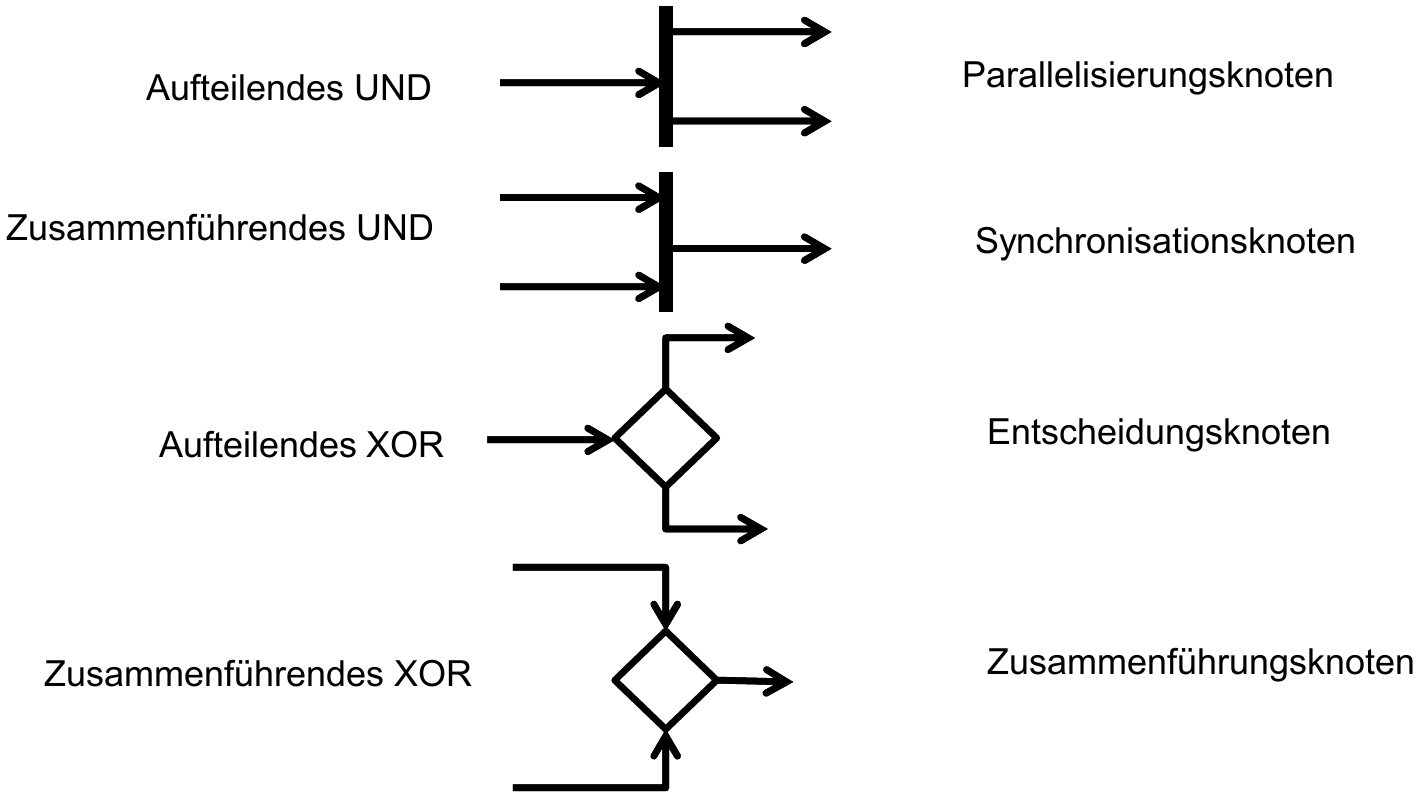 Aufteilendes UND
Parallelisierungsknoten
Zusammenführendes UND
Synchronisationsknoten
Aufteilendes XOR
Entscheidungsknoten
Zusammenführendes XOR
Zusammenführungsknoten